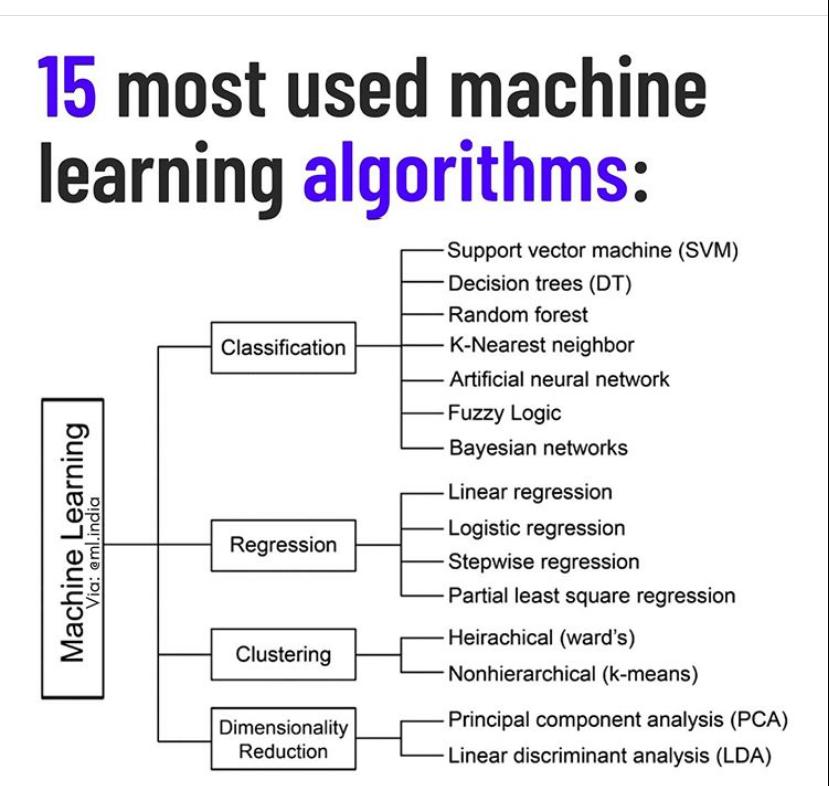 15 most used machine
learning algorithms:
Machine Learning
Via: @ml.india
Classification
Support vector machine (SVM)
Decision trees (DT)
Random forest
K-Nearest neighbor
Artificial neural network
Fuzzy Logic
Bayesian networks
Regression
Linear regression
Logistic regression
Stepwise regression
Partial least square regression
Clustering
Heirachical (ward's)
Nonhierarchical (k-means)
Dimensionality
Reduction
Principal component analysis (PCA)
Linear discriminant analysis (LDA)